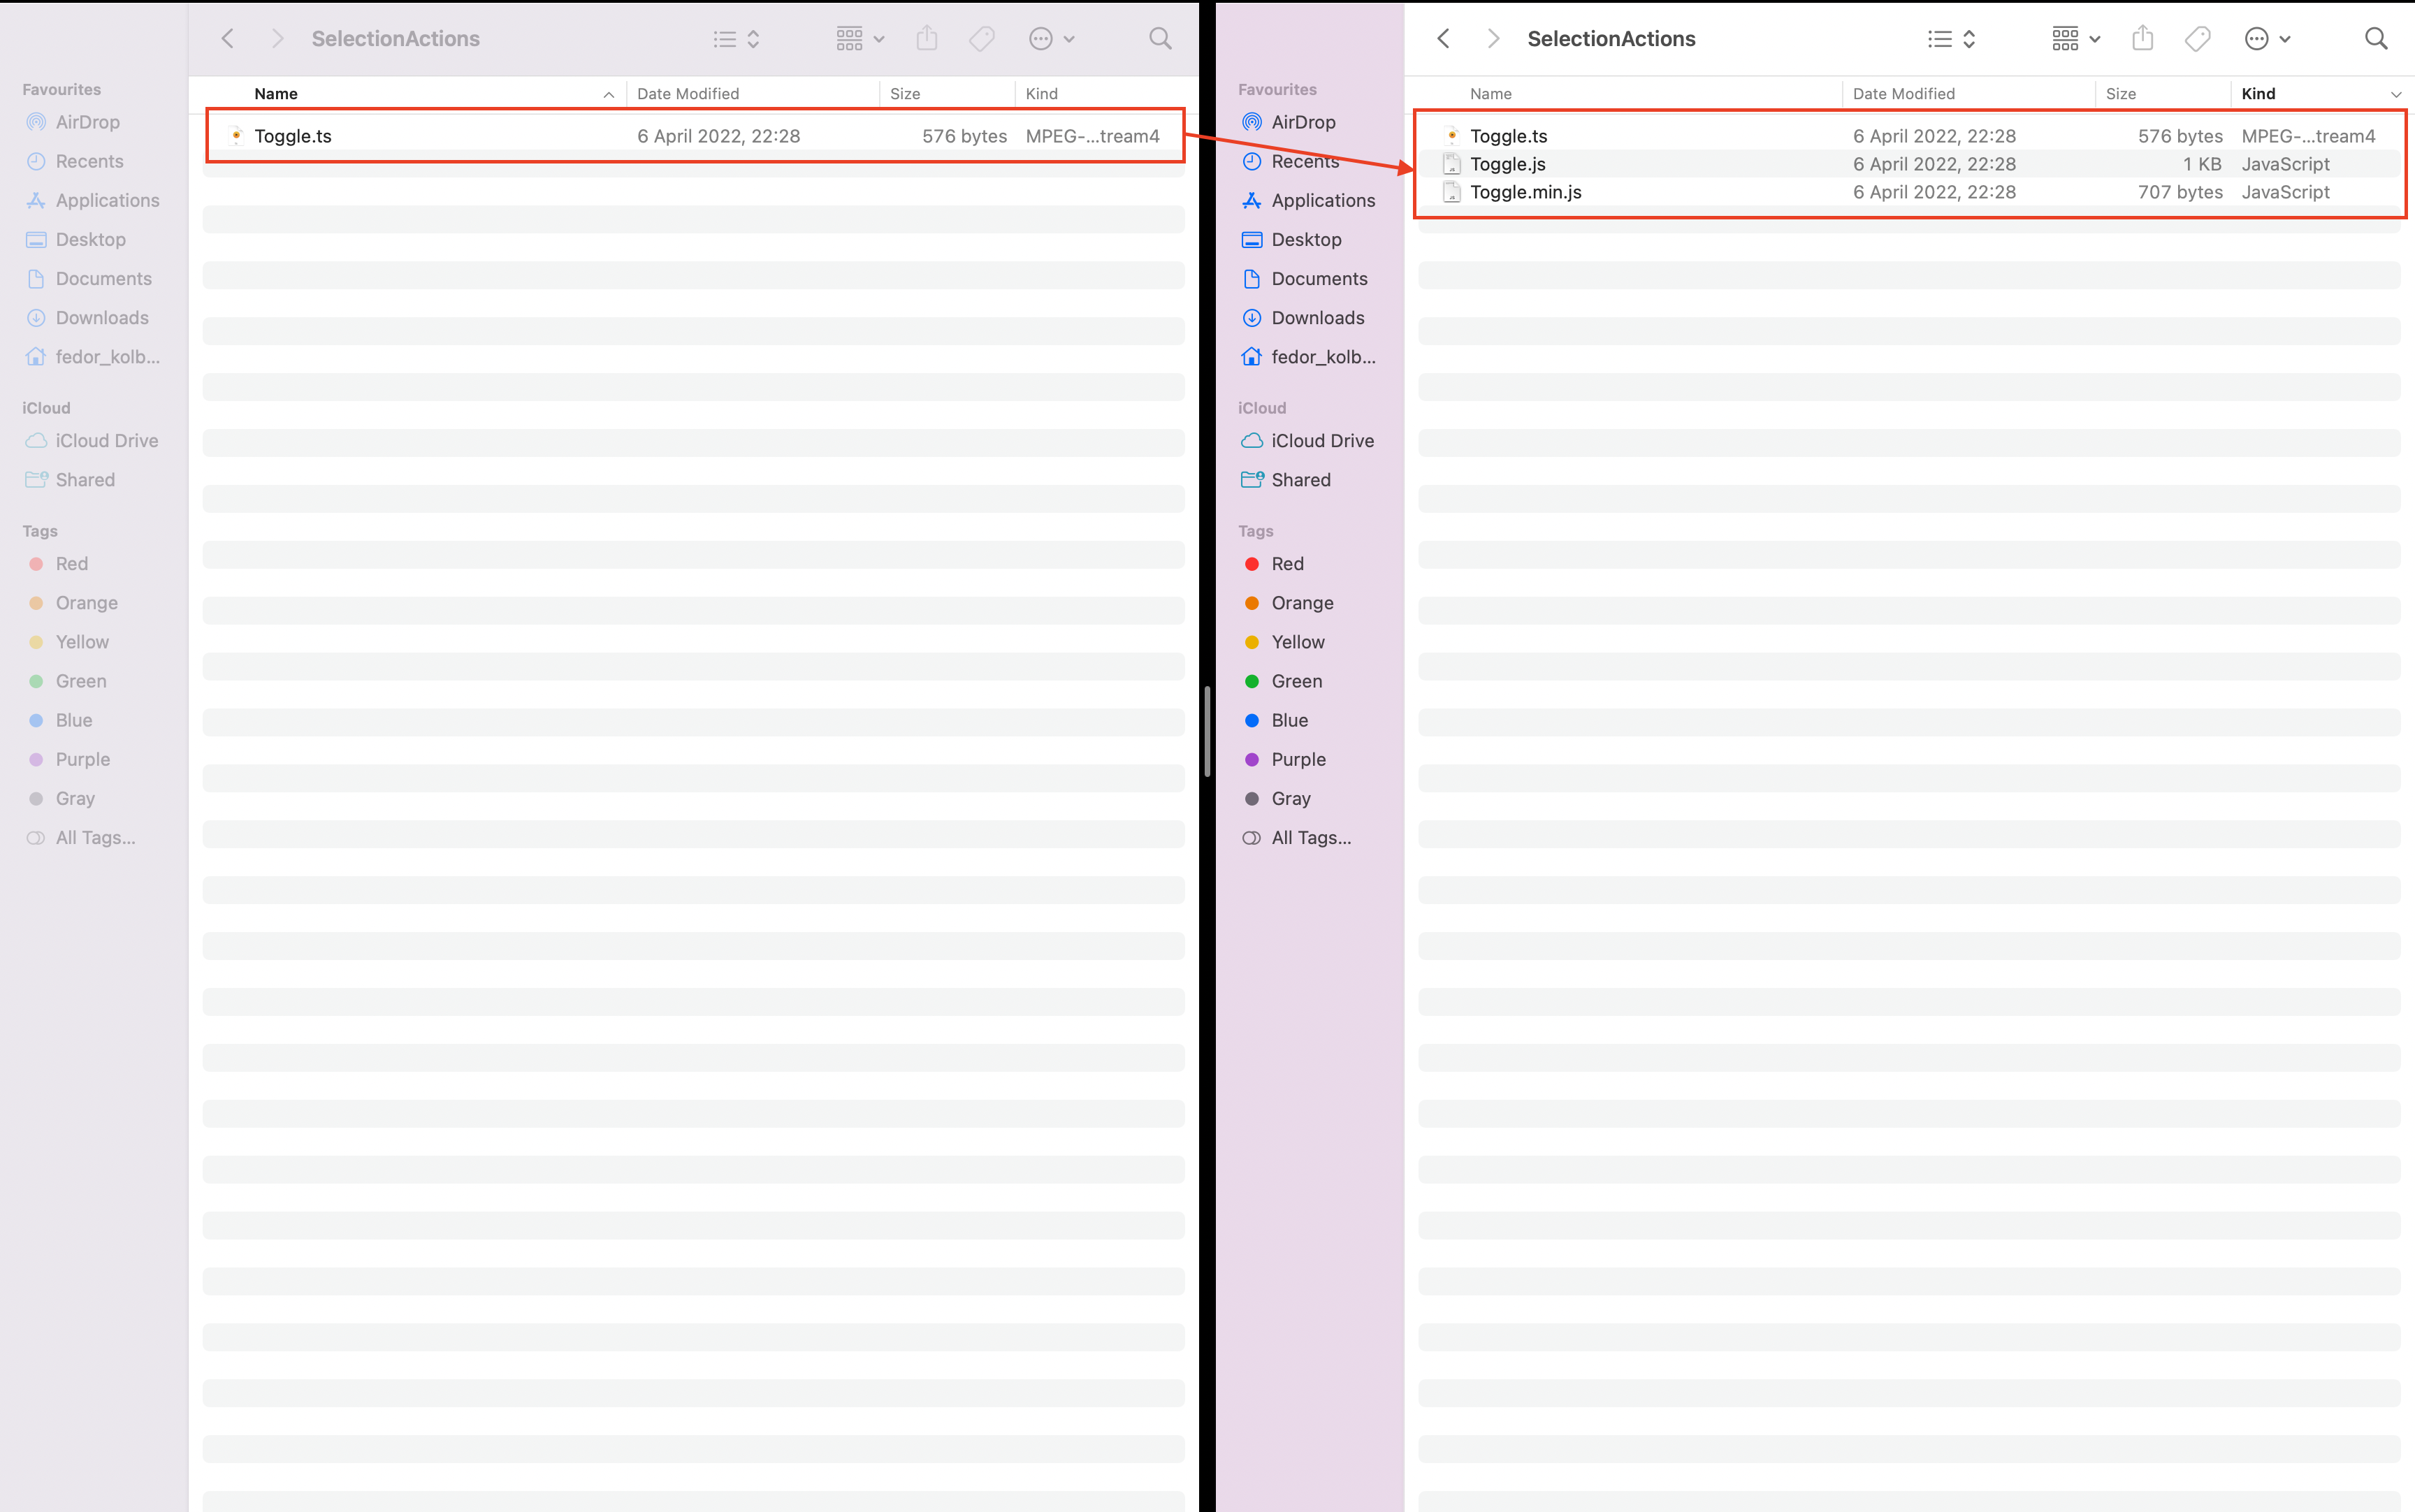 SelectionActions
Favourites
AirDrop
Recents
Applications
Desktop
Documents
Downloads
fedor_kolb...
iCloud
iCloud Drive
Shared
Tags
Red
Orange
Yellow
Green
Blue
Purple
Gray
All Tags...
Name Date Modified Size Kind
Toggle.ts 6 April 2022, 22:28 576 bytes MPEG-...tream4
SelectionActions
Favourites
AirDrop
Recents
Applications
Desktop
Documents
Downloads
fedor_kolb...
iCloud
iCloud Drive
Shared
Tags
Red
Orange
Yellow
Green
Blue
Purple
Gray
All Tags...
Name Date Modified Size Kind
Toggle.ts 6 April 2022, 22:28 576 bytes MPEG-...tream4
Toggle.js 6 April 2022, 22:28 1 KB JavaScript
Toggle.min.js 6 April 2022, 22:28 707 bytes JavaScript